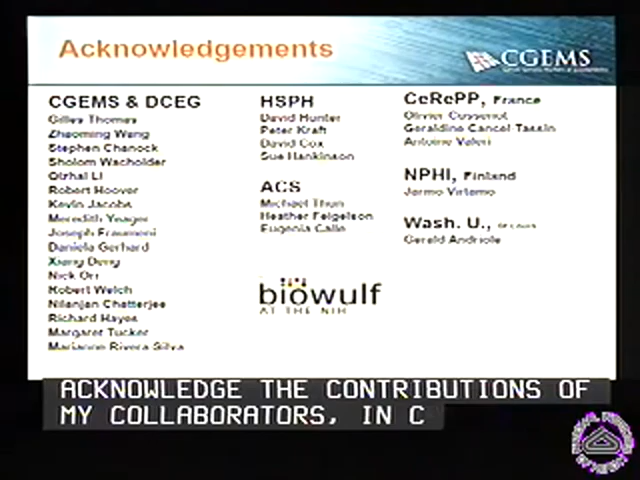 Acknowledgements
CGEMS
CGEMS & DCEG
Gilles Thomas
Zhaoming Wang
Stephen Chanock
Sholom Wacholder
Qizhai Li
Robert Hoover
Kevin Jacobs
Meredith Yeager
Joseph Fraumeni
Daniela Gerhard
Xiang Deng
Nick Orr
Robert Welch
Nilanjan Chatterjee
Richard Hayes
Margaret Tucker
Marianne Rivera-Silva
HSPH
David Hunter
Peter Kraft
David Cox
Sue Hankinson
ACS
Michael Thun
Heather Feigelson
Eugenia Calle
biowulf
AT THE NIH
CeRePP, France
Olivier Cussenot
Geraldine Cancel-Tassin
Antoine Valeri
NPHI, Finland
Jarmo Virtamo
Wash. U.,
Gerald Andriole
ACKNOWLEDGE THE CONTRIBUTIONS OF
MY COLLABORATORS, IN C